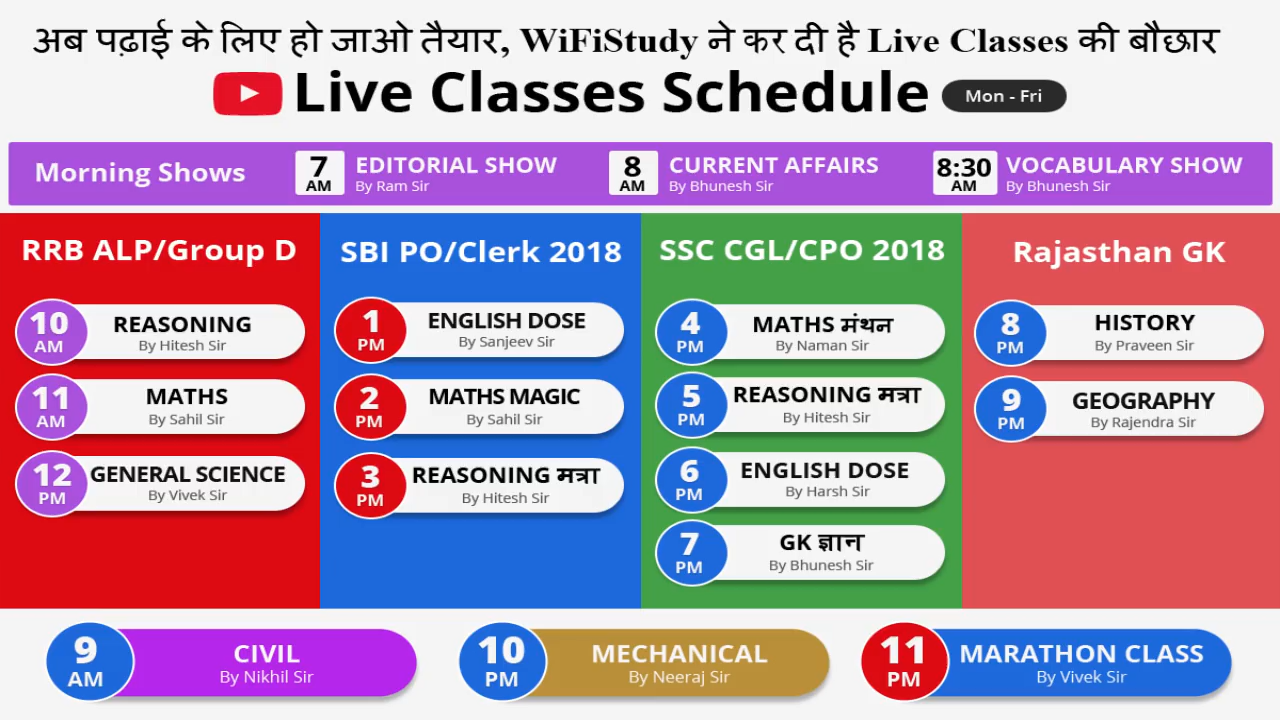 अब पढ़ाई के लिए हो जाओ तैयार, WiFiStudy ने कर दी है Live Classes की बौछार
Live Classes Schedule Mon - Fri
Morning Shows
7 AM EDITORIAL SHOW
By Ram Sir
8 AM CURRENT AFFAIRS
By Bhunesh Sir
8:30 AM VOCABULARY SHOW
By Bhunesh Sir
RRB ALP/Group D
10 AM REASONING
By Hitesh Sir
11 AM MATHS
By Sahil Sir
12 PM GENERAL SCIENCE
By Vivek Sir
SBI PO/Clerk 2018
1 PM ENGLISH DOSE
By Sanjeev Sir
2 PM MATHS MAGIC
By Sahil Sir
3 PM REASONING मत्रा
By Hitesh Sir
SSC CGL/CPO 2018
4 PM MATHS मंथन
By Naman Sir
5 PM REASONING मत्रा
By Hitesh Sir
6 PM ENGLISH DOSE
By Harsh Sir
7 PM GK ज्ञान
By Bhunesh Sir
Rajasthan GK
8 PM HISTORY
By Praveen Sir
9 PM GEOGRAPHY
By Rajendra Sir
9 AM CIVIL
By Nikhil Sir
10 PM MECHANICAL
By Neeraj Sir
11 PM MARATHON CLASS
By Vivek Sir